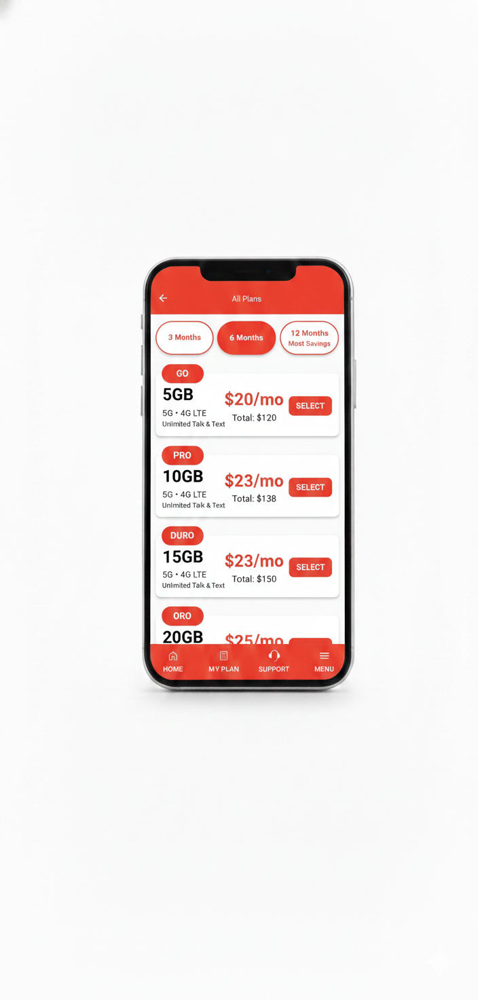 All Plans
3 Months
6 Months
12 Months
Most Savings
GO
5GB
$20/mo
SELECT
5G • 4G LTE
Total: $120
Unlimited Talk & Text
PRO
10GB
$23/mo
SELECT
5G • 4G LTE
Total: $138
Unlimited Talk & Text
DURO
15GB
$23/mo
SELECT
5G • 4G LTE
Total: $150
Unlimited Talk & Text
ORO
20GB
$25/mo
HOME
MY PLAN
SUPPORT
MENU